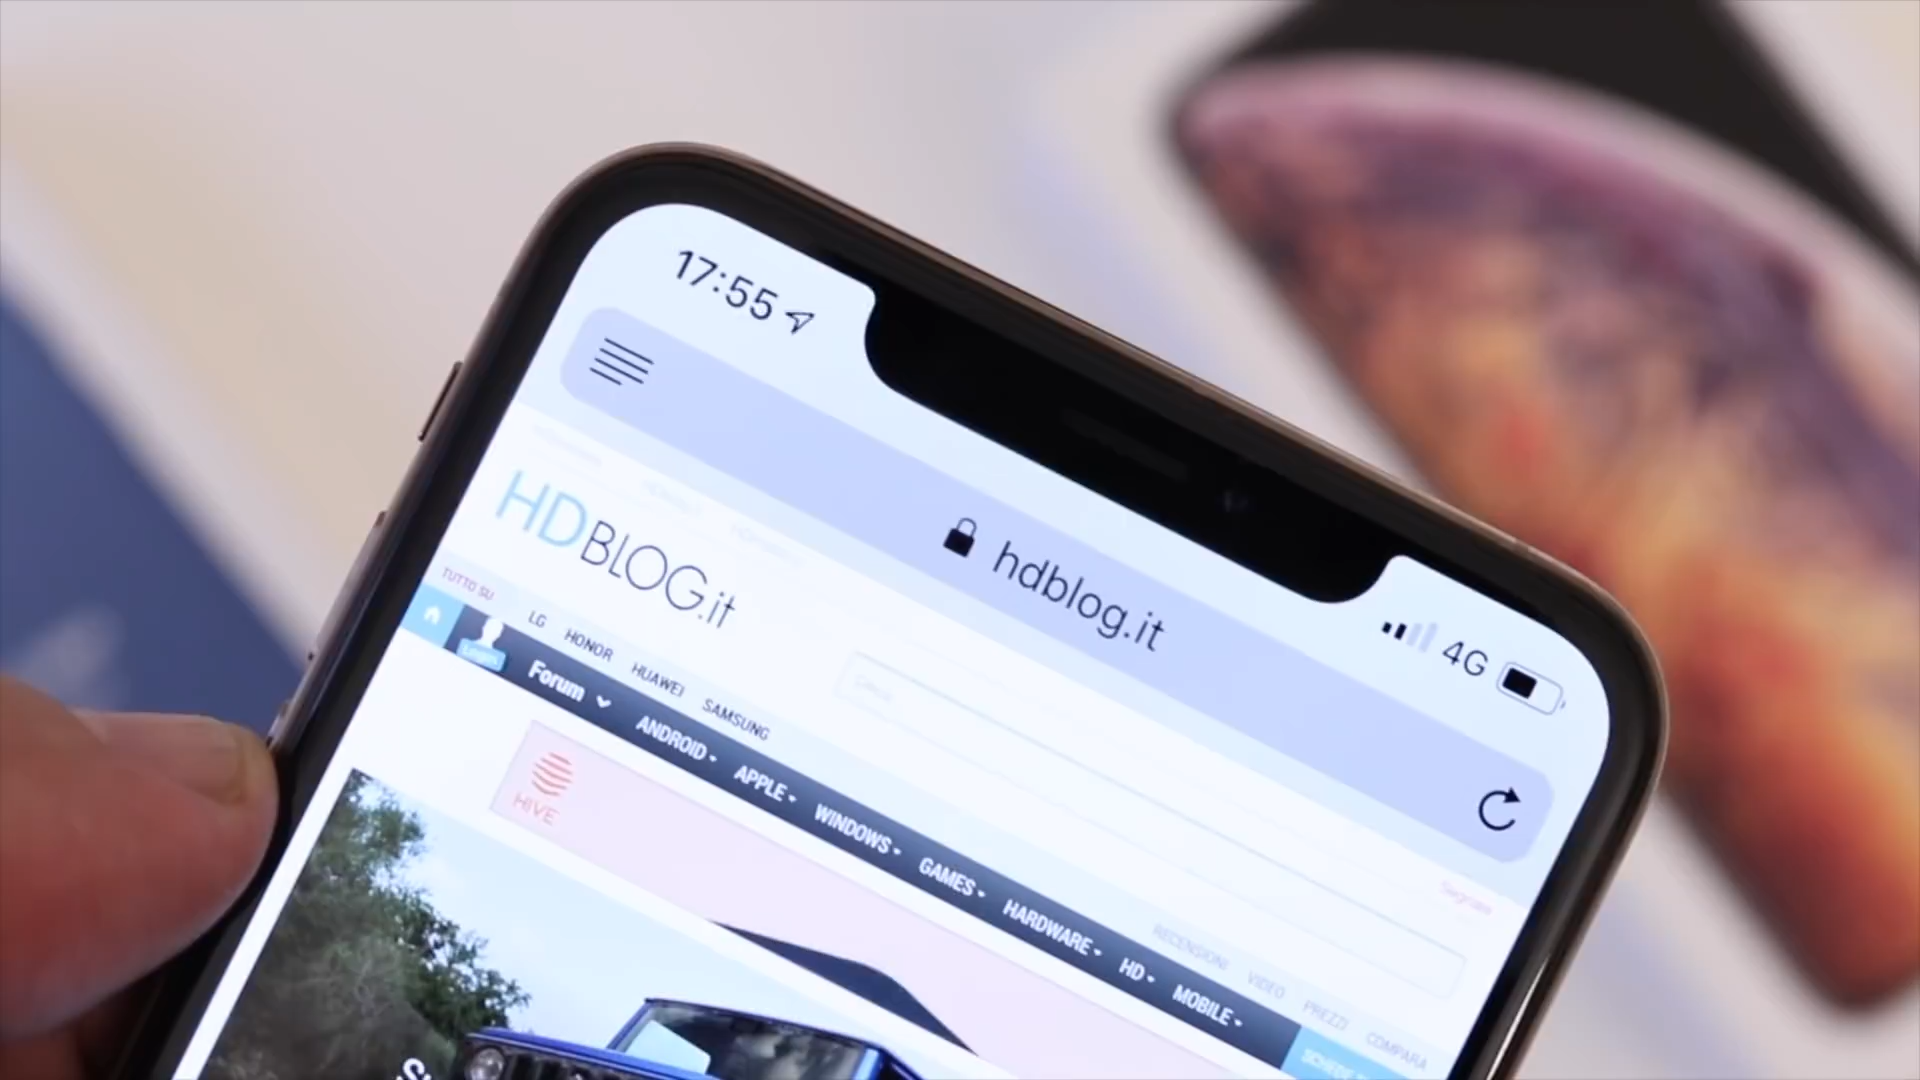 17:55
4G
hdblog.it
HDBLOG.it
TUTTO SU LG HONOR HUAWEI SAMSUNG
Forum ANDROID APPLE WINDOWS GAMES HARDWARE HD MOBILE
RECENSIONI VIDEO PREZZI COMPARA
HIVE